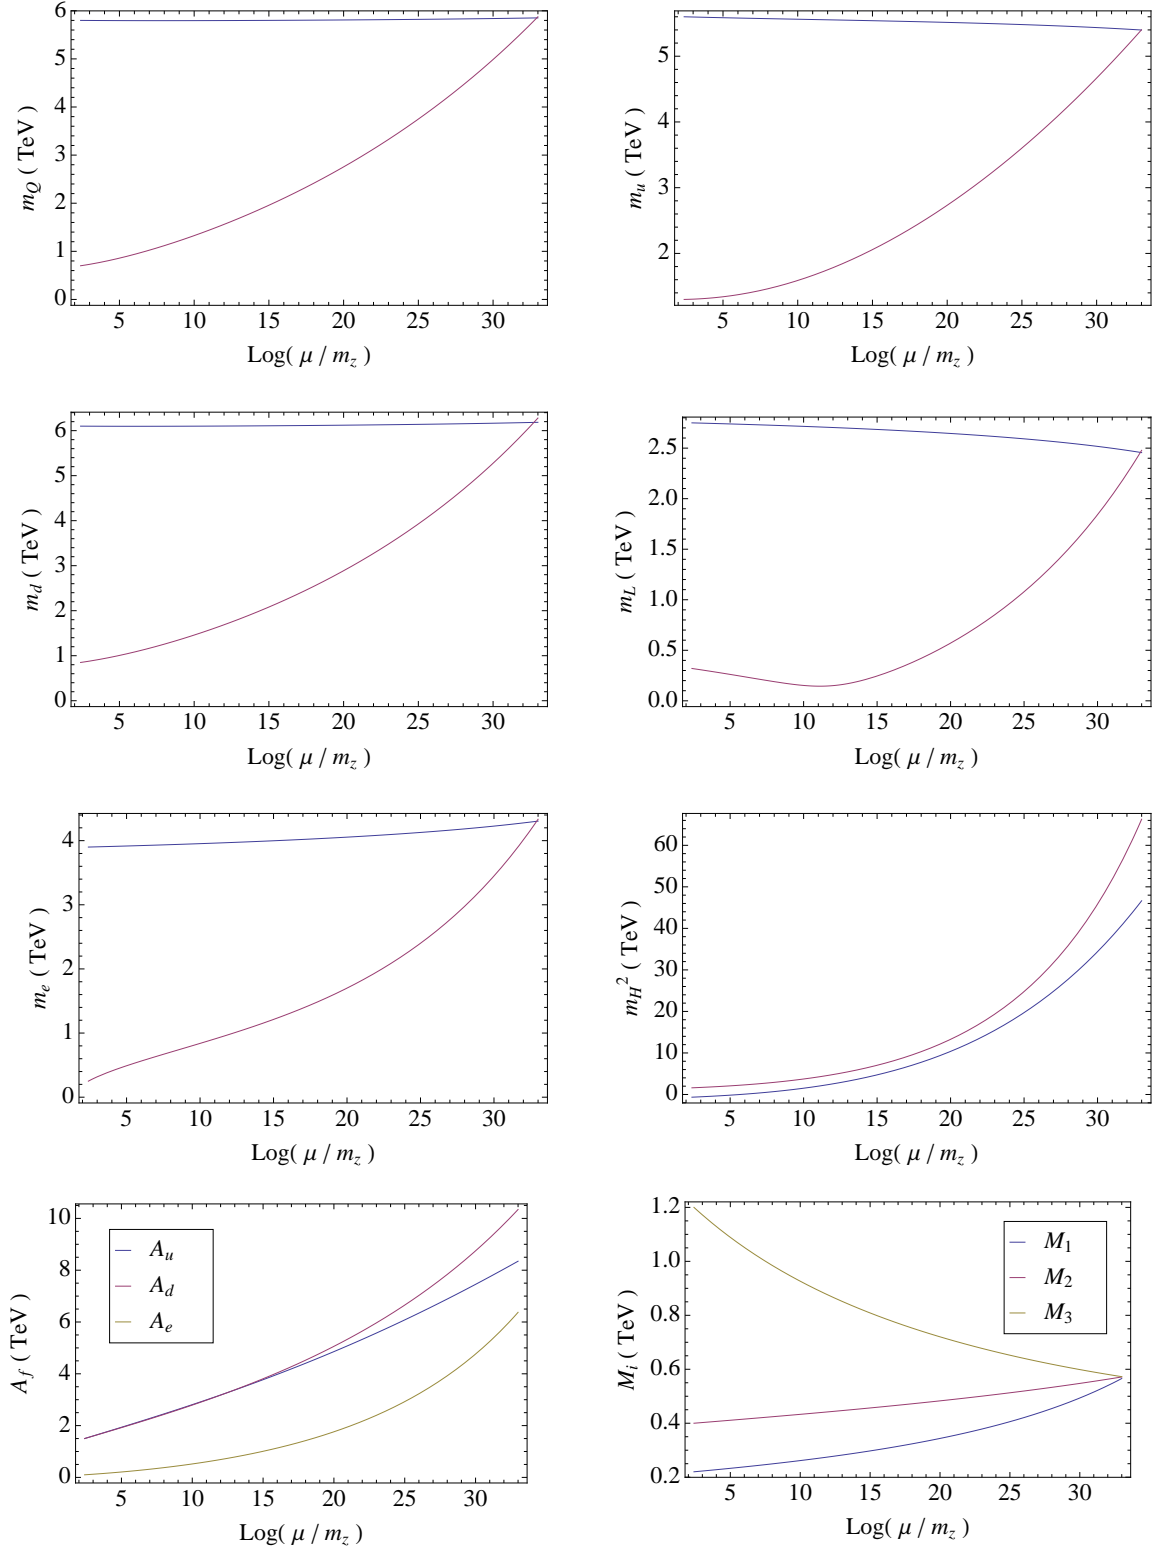 m_Q ( TeV )
6
5
4
3
2
1
0
5 10 15 20 25 30
Log( μ / m_z )
m_u ( TeV )
5
4
3
2
5 10 15 20 25 30
Log( μ / m_z )
m_d ( TeV )
6
5
4
3
2
1
0
5 10 15 20 25 30
Log( μ / m_z )
m_L ( TeV )
2.5
2.0
1.5
1.0
0.5
0.0
5 10 15 20 25 30
Log( μ / m_z )
m_e ( TeV )
4
3
2
1
0
5 10 15 20 25 30
Log( μ / m_z )
m_H² ( TeV )
60
50
40
30
20
10
0
5 10 15 20 25 30
Log( μ / m_z )
A_f ( TeV )
10
8
6
4
2
0
A_u
A_d
A_e
5 10 15 20 25 30
Log( μ / m_z )
M_i ( TeV )
1.2
1.0
0.8
0.6
0.4
0.2
M_1
M_2
M_3
5 10 15 20 25 30
Log( μ / m_z )